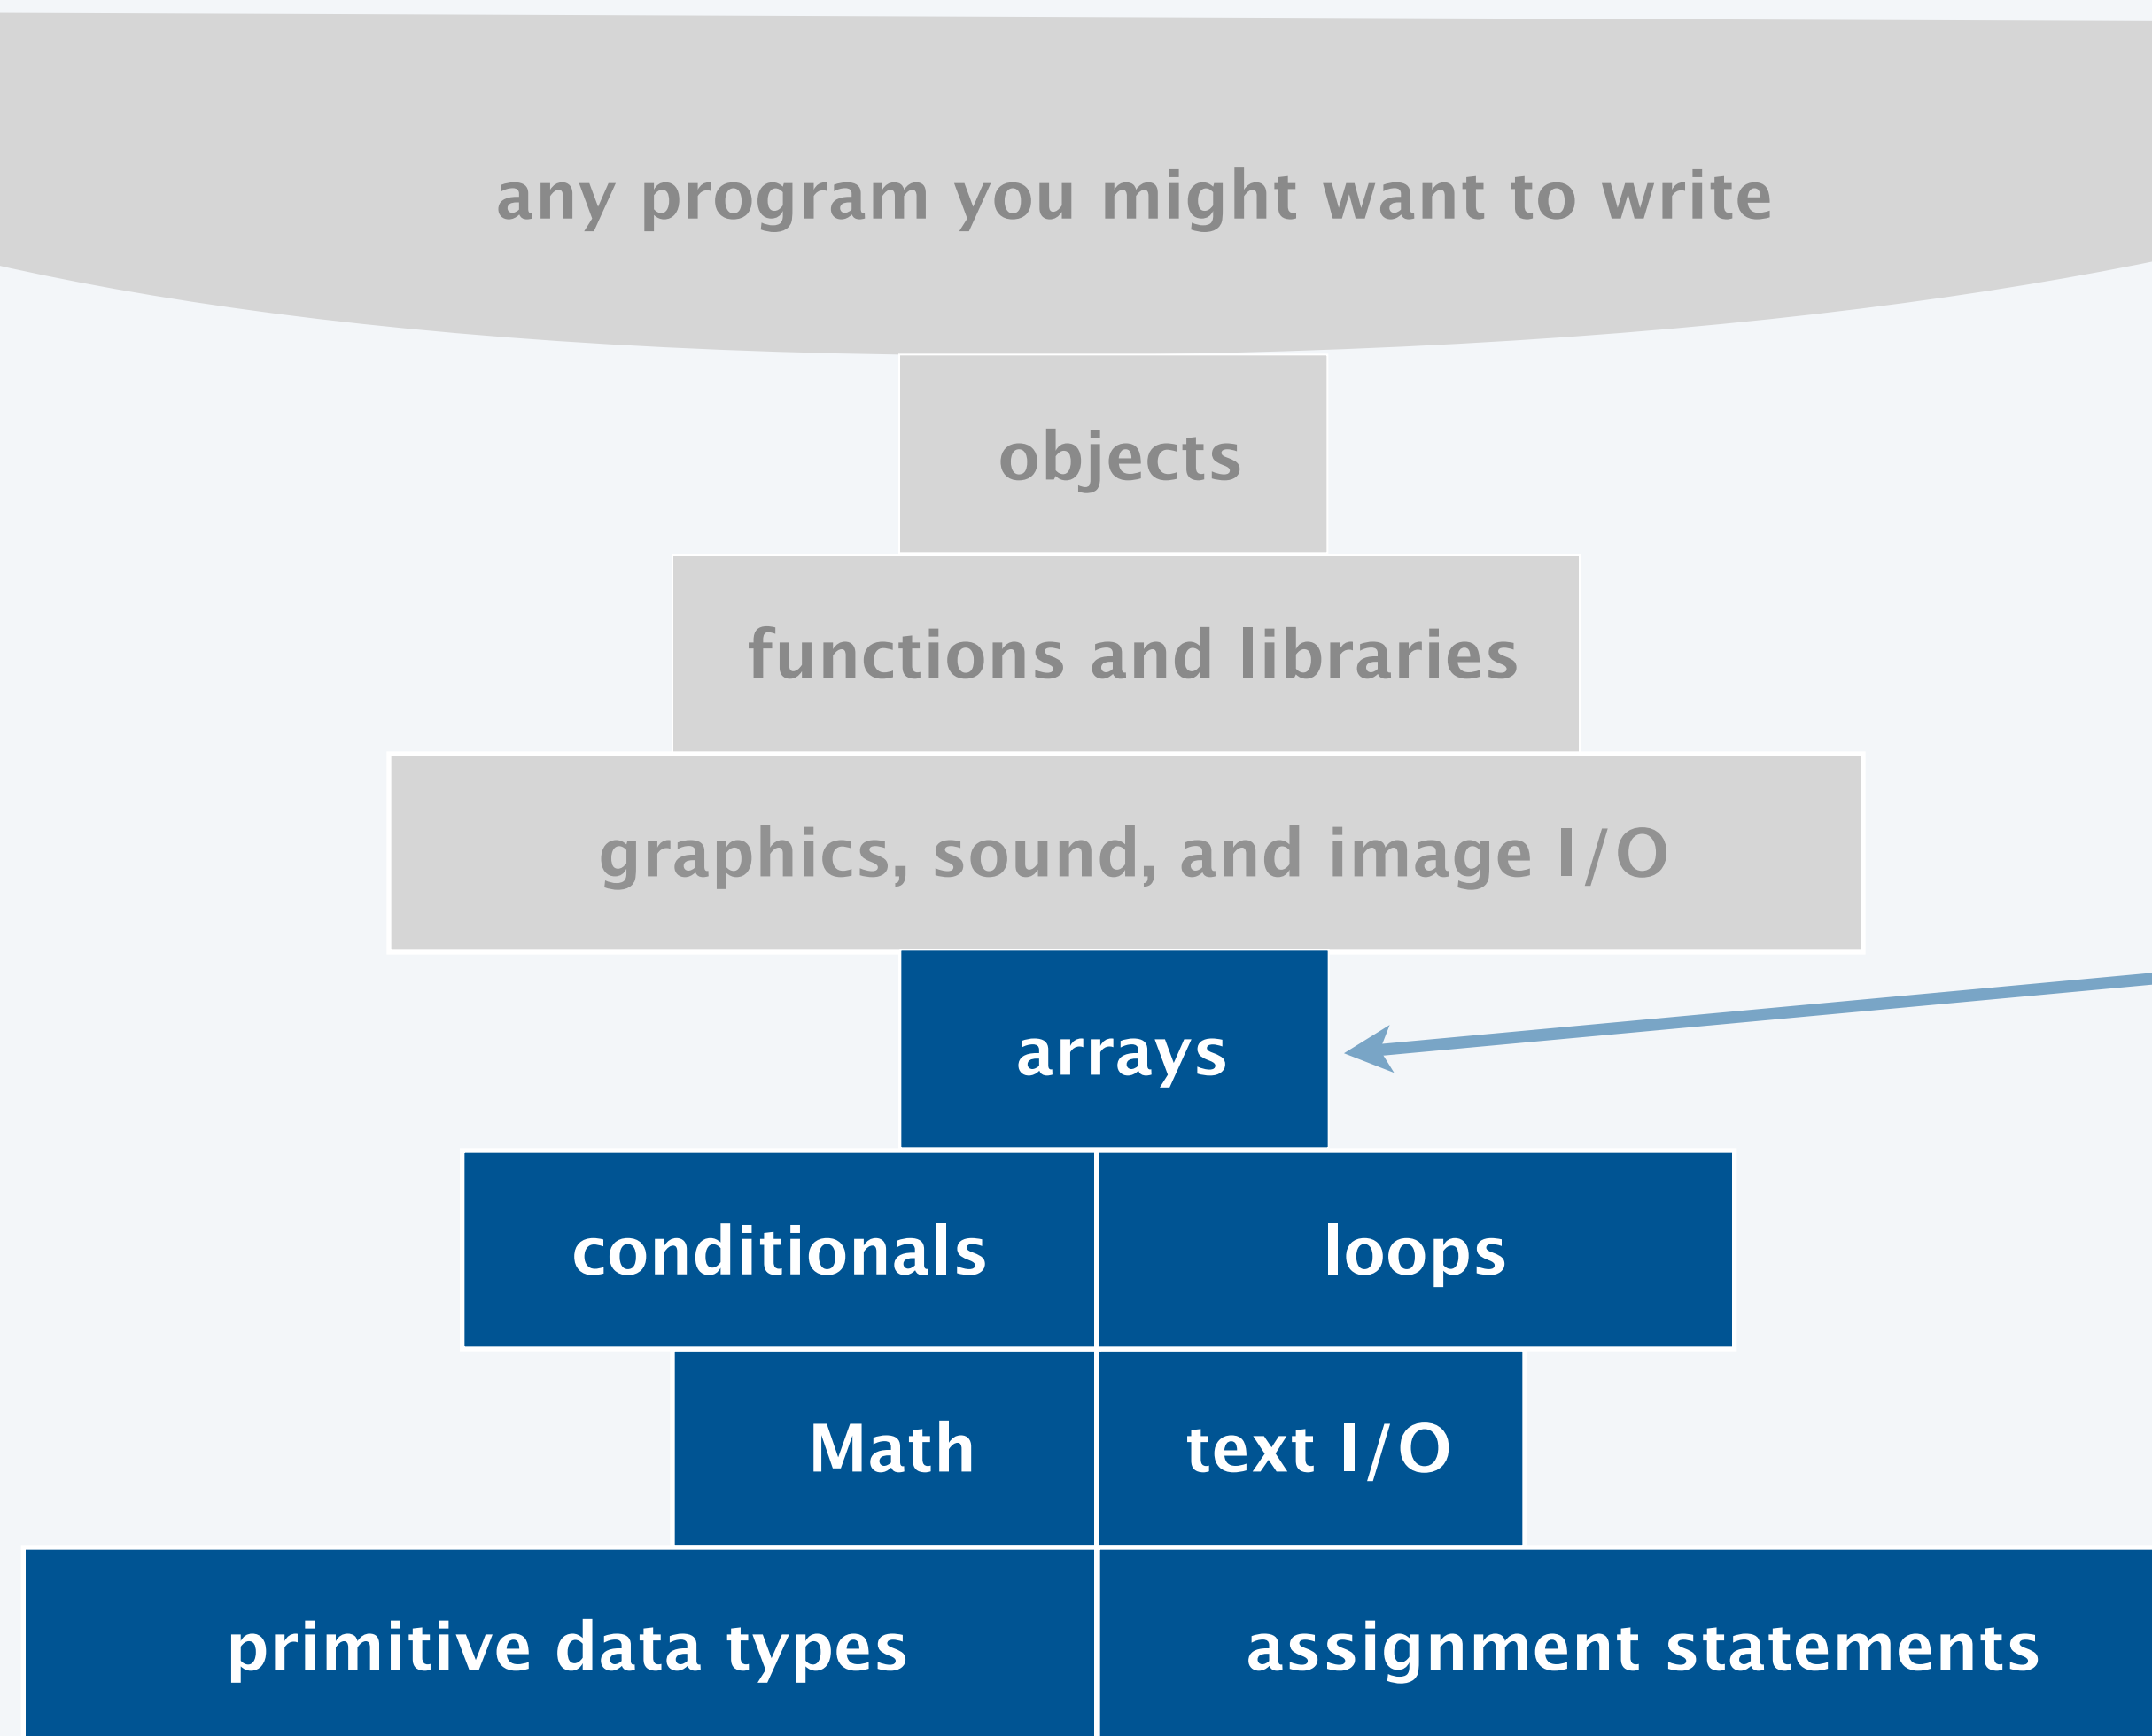 any program you might want to write
objects
functions and libraries
graphics, sound, and image I/O
arrays
conditionals
loops
Math
text I/O
primitive data types
assignment statements